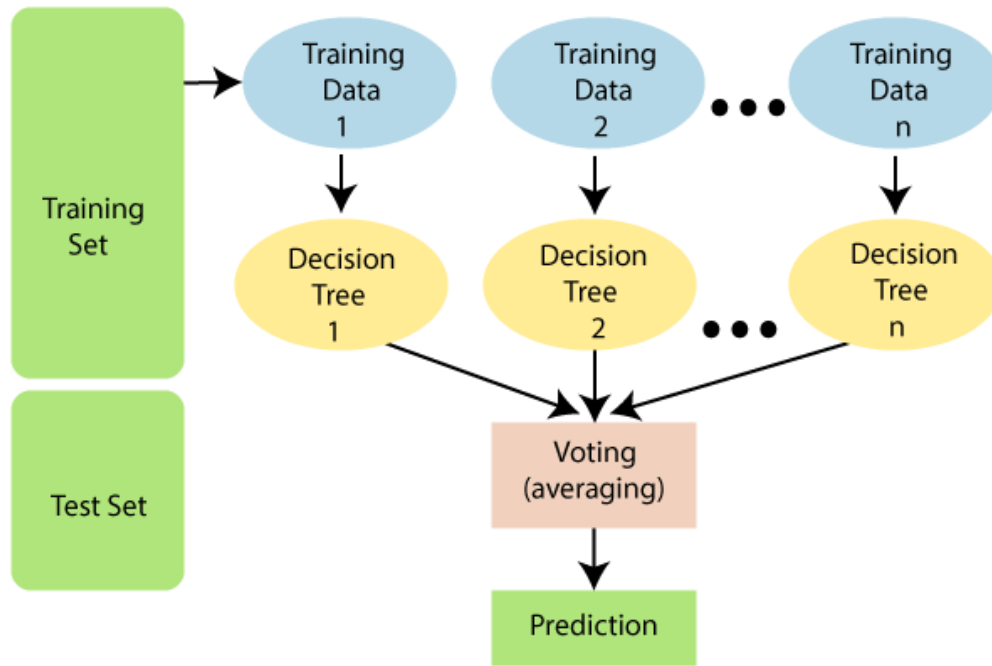 Training
Set
Test Set
Training
Data
1
Training
Data
2
Training
Data
n
Decision
Tree
1
Decision
Tree
2
Decision
Tree
n
Voting
(averaging)
Prediction